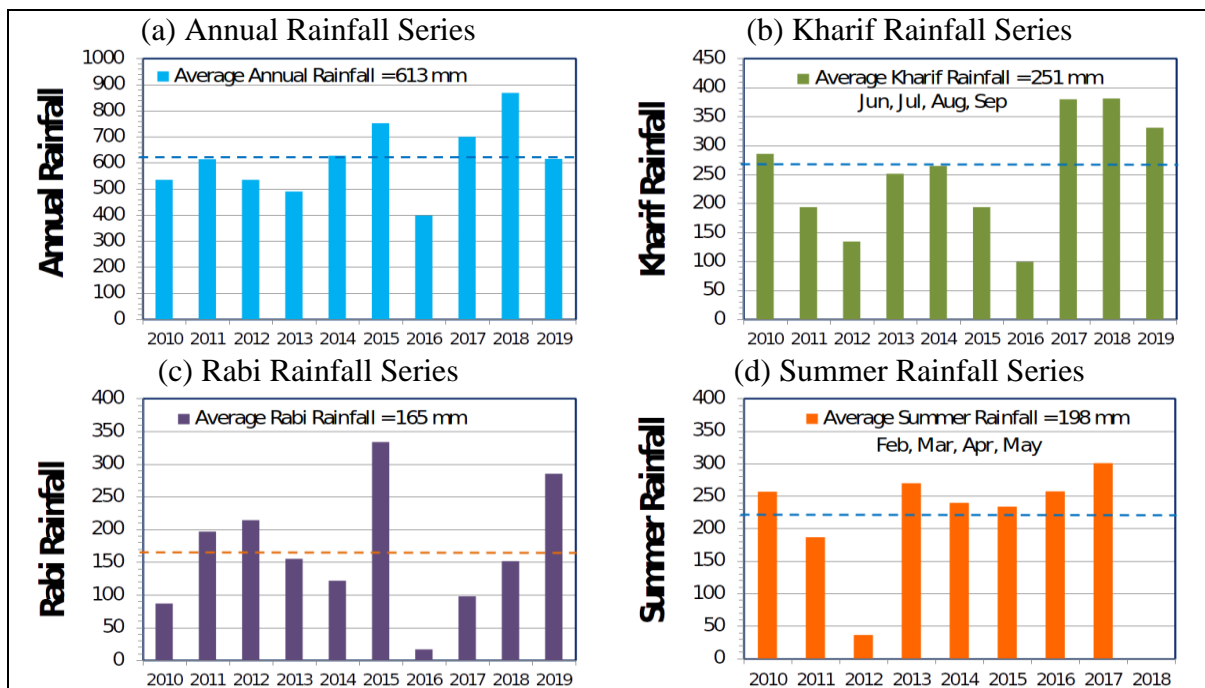 (a) Annual Rainfall Series
Average Annual Rainfall = 613 mm
Annual Rainfall
1000
900
800
700
600
500
400
300
200
100
0
2010 2011 2012 2013 2014 2015 2016 2017 2018 2019
(b) Kharif Rainfall Series
Average Kharif Rainfall = 251 mm
Jun, Jul, Aug, Sep
Kharif Rainfall
450
400
350
300
250
200
150
100
50
0
2010 2011 2012 2013 2014 2015 2016 2017 2018 2019
(c) Rabi Rainfall Series
Average Rabi Rainfall = 165 mm
Rabi Rainfall
400
350
300
250
200
150
100
50
0
2010 2011 2012 2013 2014 2015 2016 2017 2018 2019
(d) Summer Rainfall Series
Average Summer Rainfall = 198 mm
Feb, Mar, Apr, May
Summer Rainfall
400
350
300
250
200
150
100
50
0
2010 2011 2012 2013 2014 2015 2016 2017 2018